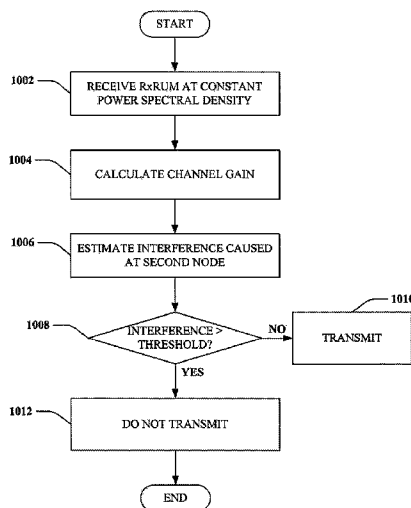 START
1002
RECEIVE RxRUM AT CONSTANT
POWER SPECTRAL DENSITY
1004
CALCULATE CHANNEL GAIN
1006
ESTIMATE INTERFERENCE CAUSED
AT SECOND NODE
1008
INTERFERENCE >
THRESHOLD?
NO
1010
TRANSMIT
YES
1012
DO NOT TRANSMIT
END